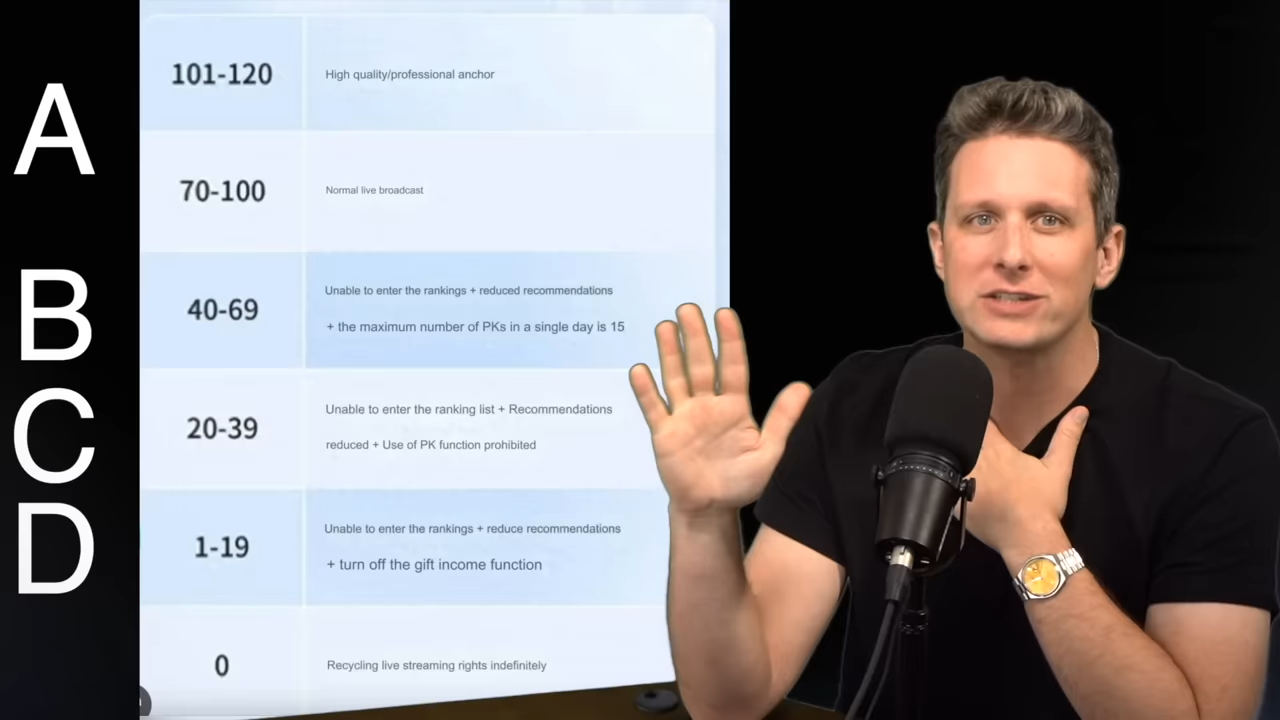 A
101-120
High quality/professional anchor
70-100
Normal live broadcast
B
40-69
Unable to enter the rankings + reduced recommendations
+ the maximum number of PKs in a single day is 15
C
20-39
Unable to enter the ranking list + Recommendations
reduced + Use of PK function prohibited
D
1-19
Unable to enter the rankings + reduce recommendations
+ turn off the gift income function
0
Recycling live streaming rights indefinitely